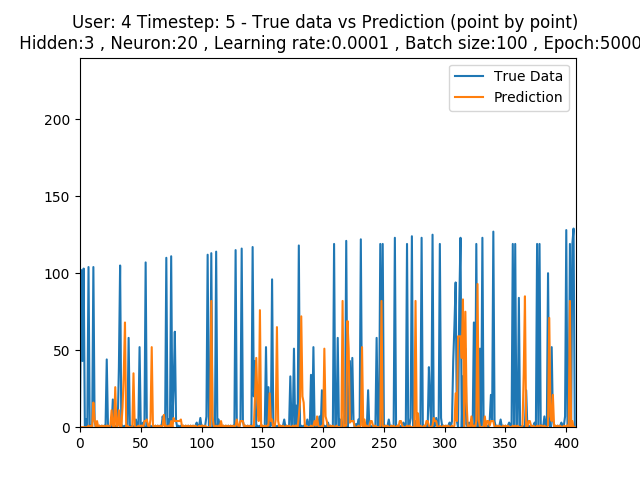 User: 4 Timestep: 5 - True data vs Prediction (point by point)
Hidden:3 , Neuron:20 , Learning rate:0.0001 , Batch size:100 , Epoch:5000
True Data
Prediction
200
150
100
50
0
0 50 100 150 200 250 300 350 400